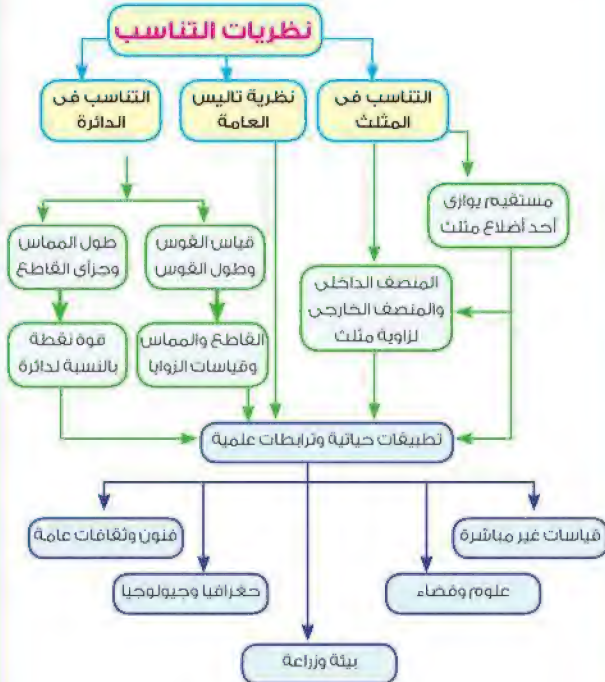 نظريات التناسب
التناسب فى
المثلث
نظرية تاليس
العامة
التناسب فى
الدائرة
مستقيم يوازى
أحد أضلاع مثلث
المنصف الداخلى
والمنصف الخارجى
لزاوية مثلث
قياس القوس
وطول القوس
طول المماس
وجزأى القاطع
القاطع والمماس
وقياسات الزوايا
قوة نقطة
بالنسبة لدائرة
تطبيقات حياتية وترابطات علمية
قياسات غير مباشرة
فنون وثقافات عامة
علوم وفضاء
جغرافيا وجيولوجيا
بيئة وزراعة